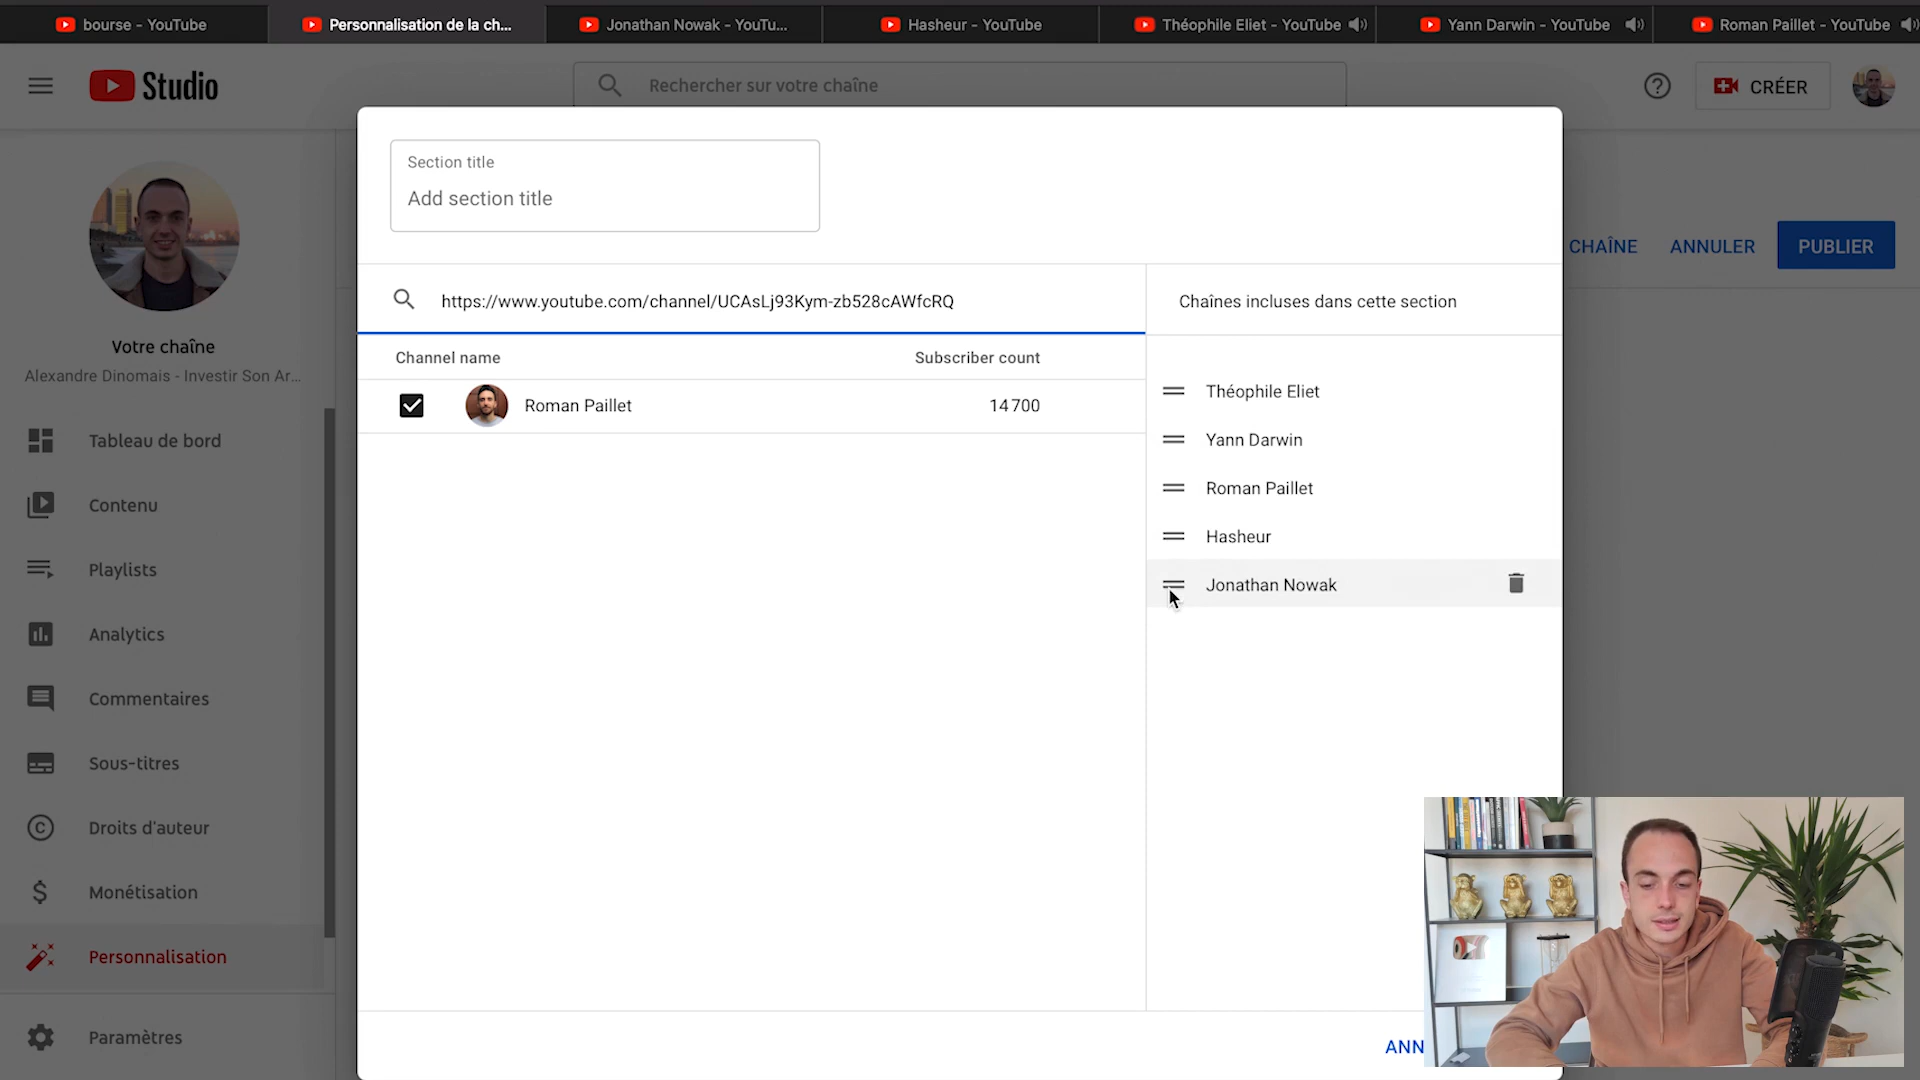 bourse - YouTube
Personnalisation de la ch...
Jonathan Nowak - YouTu...
Hasheur - YouTube
Théophile Eliet - YouTube
Yann Darwin - YouTube
Roman Paillet - YouTube
Studio
Rechercher sur votre chaîne
CRÉER
Section title
Add section title
CHAÎNE
ANNULER
PUBLIER
https://www.youtube.com/channel/UCAsLj93Kym-zb528cAWfcRQ
Chaînes incluses dans cette section
Votre chaîne
Alexandre Dinomais - Investir Son Ar...
Channel name
Subscriber count
Roman Paillet
14 700
Théophile Eliet
Yann Darwin
Roman Paillet
Hasheur
Jonathan Nowak
Tableau de bord
Contenu
Playlists
Analytics
Commentaires
Sous-titres
Droits d'auteur
Monétisation
Personnalisation
Paramètres
ANN